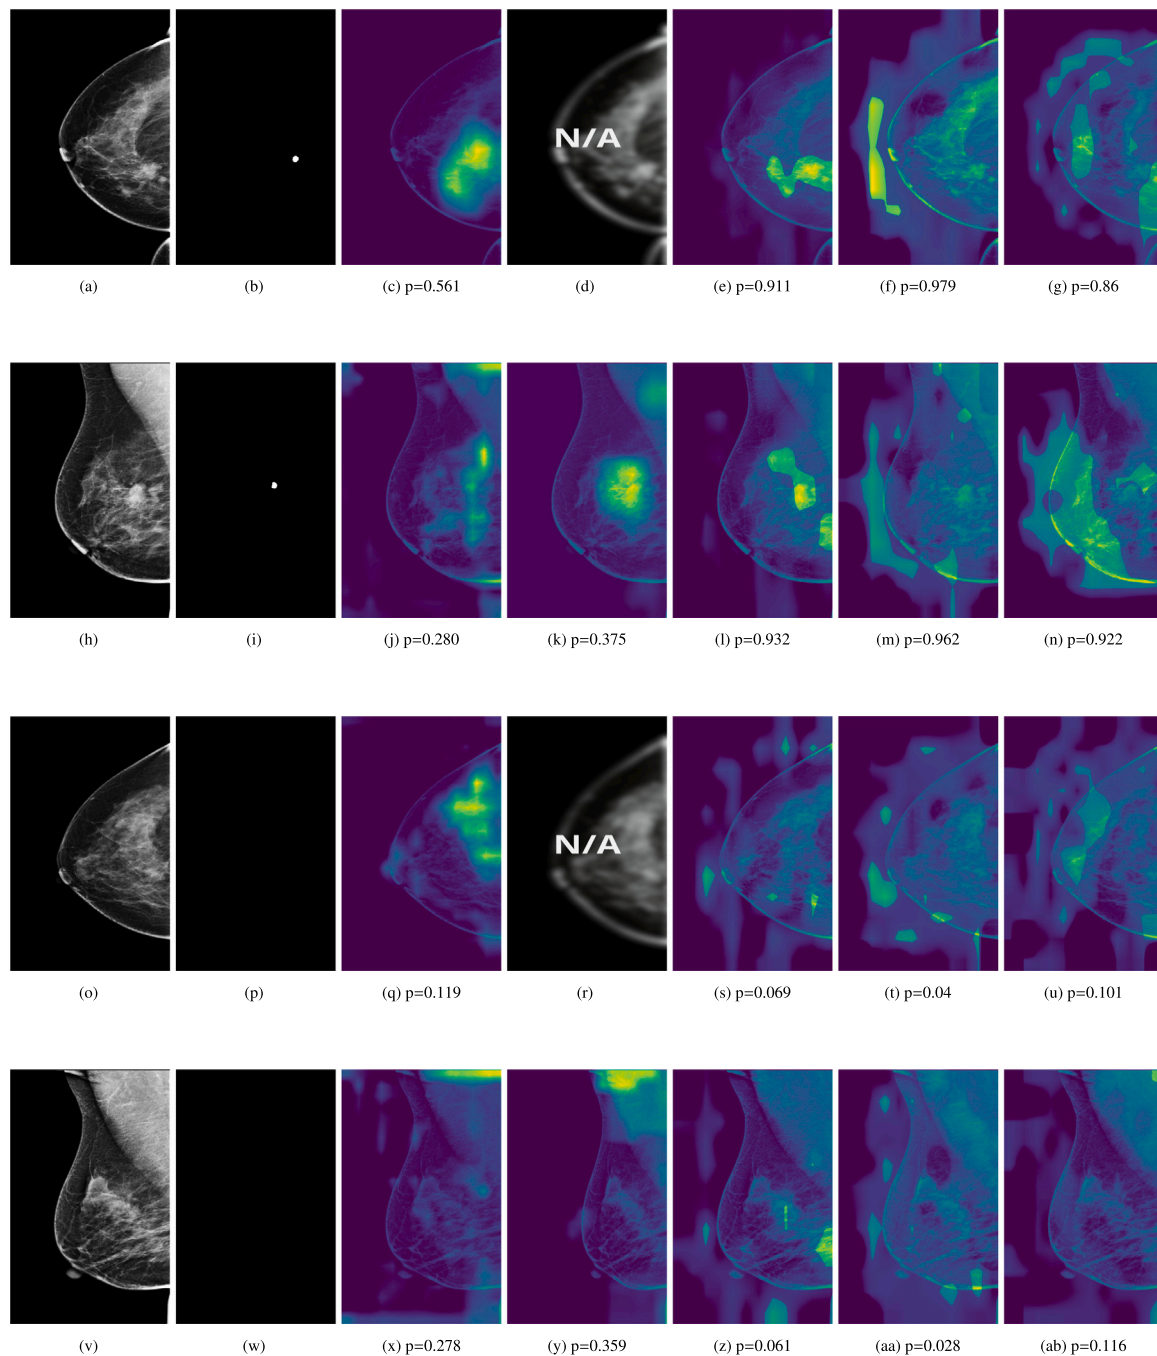 N/A
(a) (b) (c) p=0.561 (d) (e) p=0.911 (f) p=0.979 (g) p=0.86
(h) (i) (j) p=0.280 (k) p=0.375 (l) p=0.932 (m) p=0.962 (n) p=0.922
N/A
(o) (p) (q) p=0.119 (r) (s) p=0.069 (t) p=0.04 (u) p=0.101
(v) (w) (x) p=0.278 (y) p=0.359 (z) p=0.061 (aa) p=0.028 (ab) p=0.116